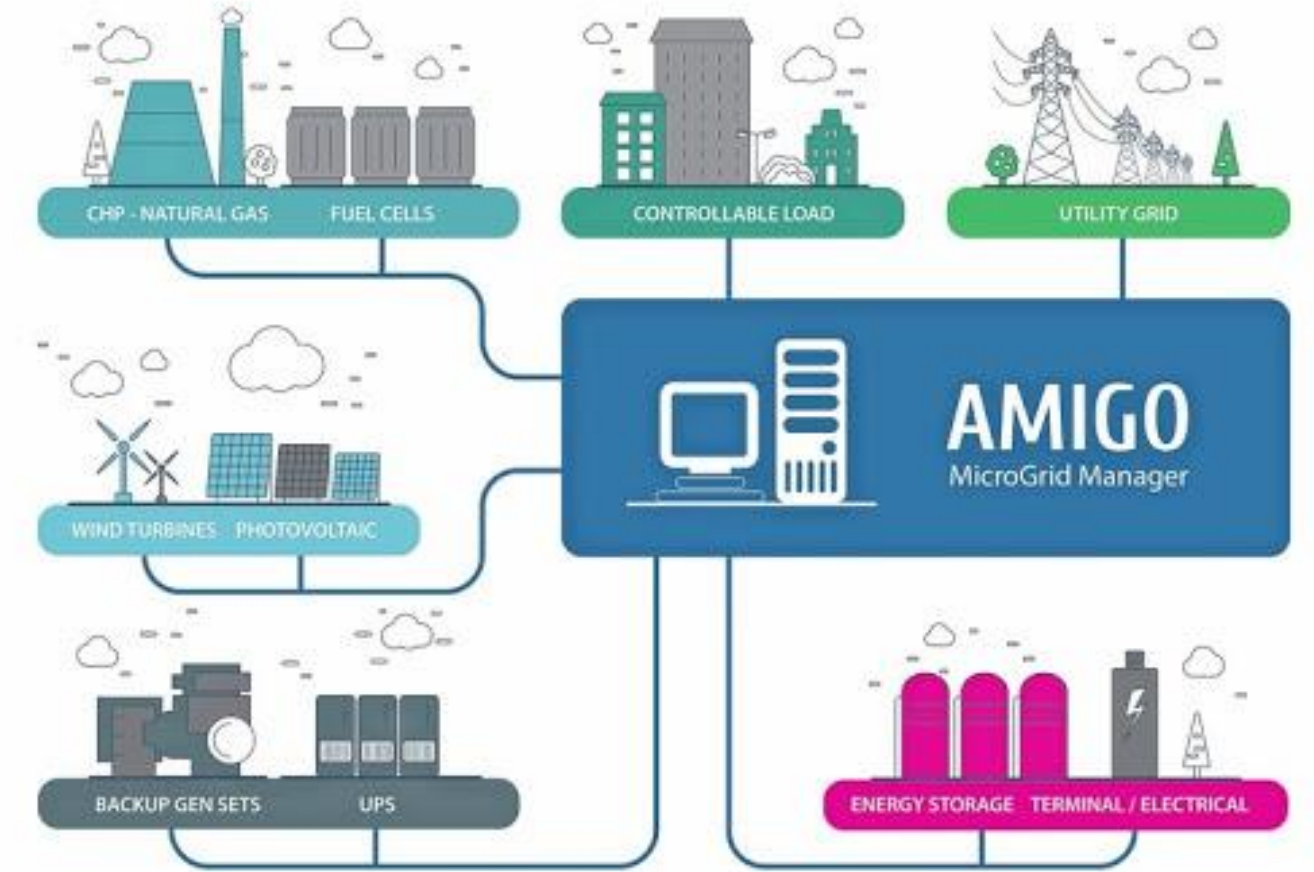 CHP - NATURAL GAS FUEL CELLS
CONTROLLABLE LOAD
UTILITY GRID
AMIGO
MicroGrid Manager
WIND TURBINES PHOTOVOLTAIC
BACKUP GEN SETS UPS
ENERGY STORAGE TERMINAL / ELECTRICAL